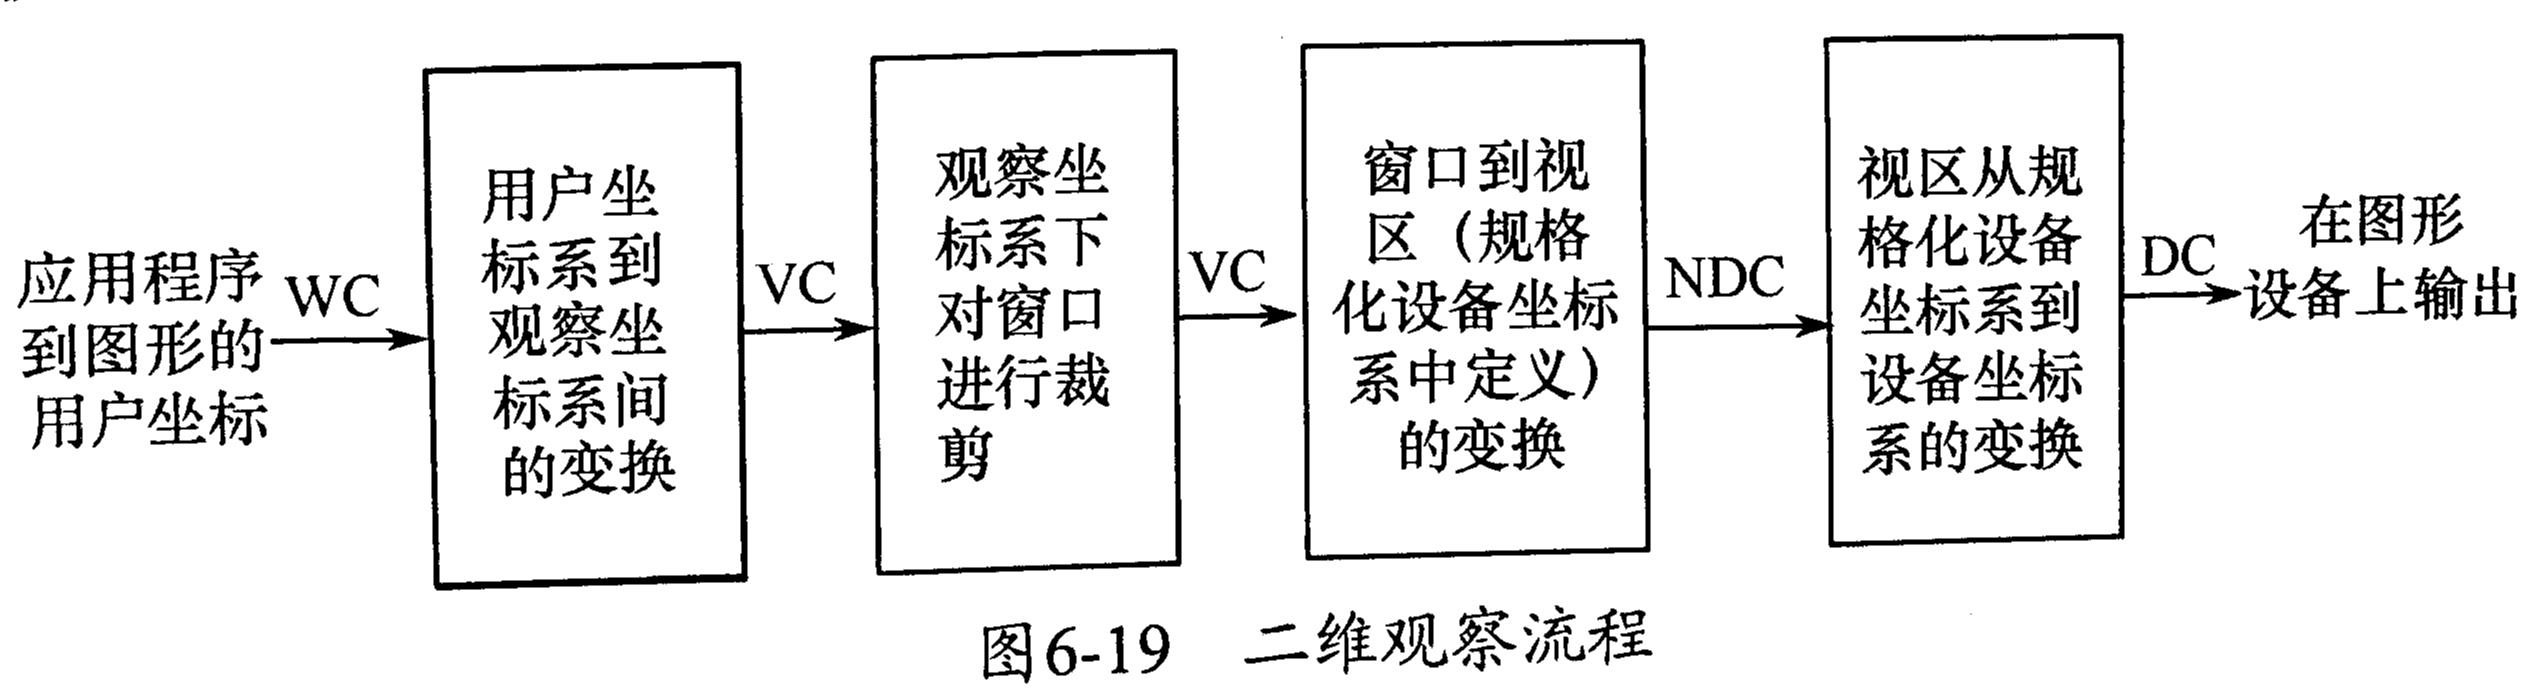 应用程序
到图形的
用户坐标
WC
用户坐
标系到
观察坐
标系间
的变换
VC
观察坐
标系下
对窗口
进行裁
剪
VC
窗口到视
区（规格
化设备坐标
系中定义）
的变换
NDC
视区从规
格化设备
坐标系到
设备坐标
系的变换
DC
在图形
设备上输出
图6-19 二维观察流程